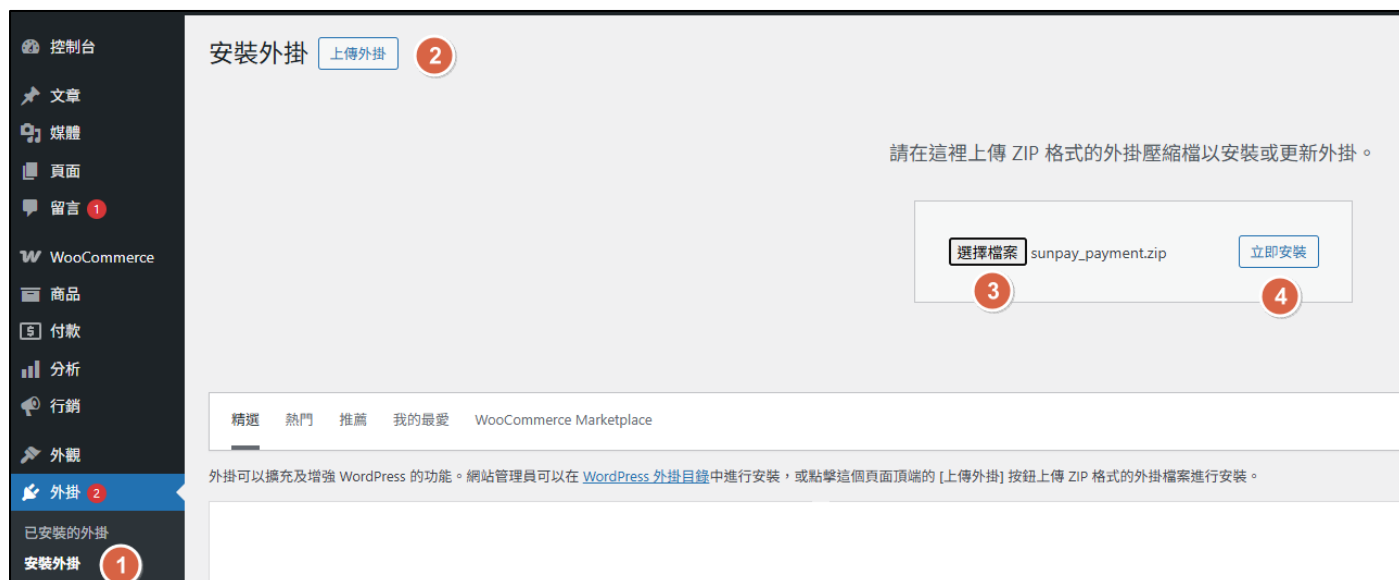 控制台
文章
媒體
頁面
留言 1
WooCommerce
商品
付款
分析
行銷
外觀
外掛 2
已安裝的外掛
安裝外掛 1
安裝外掛 上傳外掛 2
請在這裡上傳 ZIP 格式的外掛壓縮檔以安裝或更新外掛。
選擇檔案 sunpay_payment.zip 立即安裝
3 4
精選 熱門 推薦 我的最愛 WooCommerce Marketplace
外掛可以擴充及增強 WordPress 的功能。網站管理員可以在 WordPress 外掛目錄中進行安裝，或點擊這個頁面頂端的 [上傳外掛] 按鈕上傳 ZIP 格式的外掛檔案進行安裝。